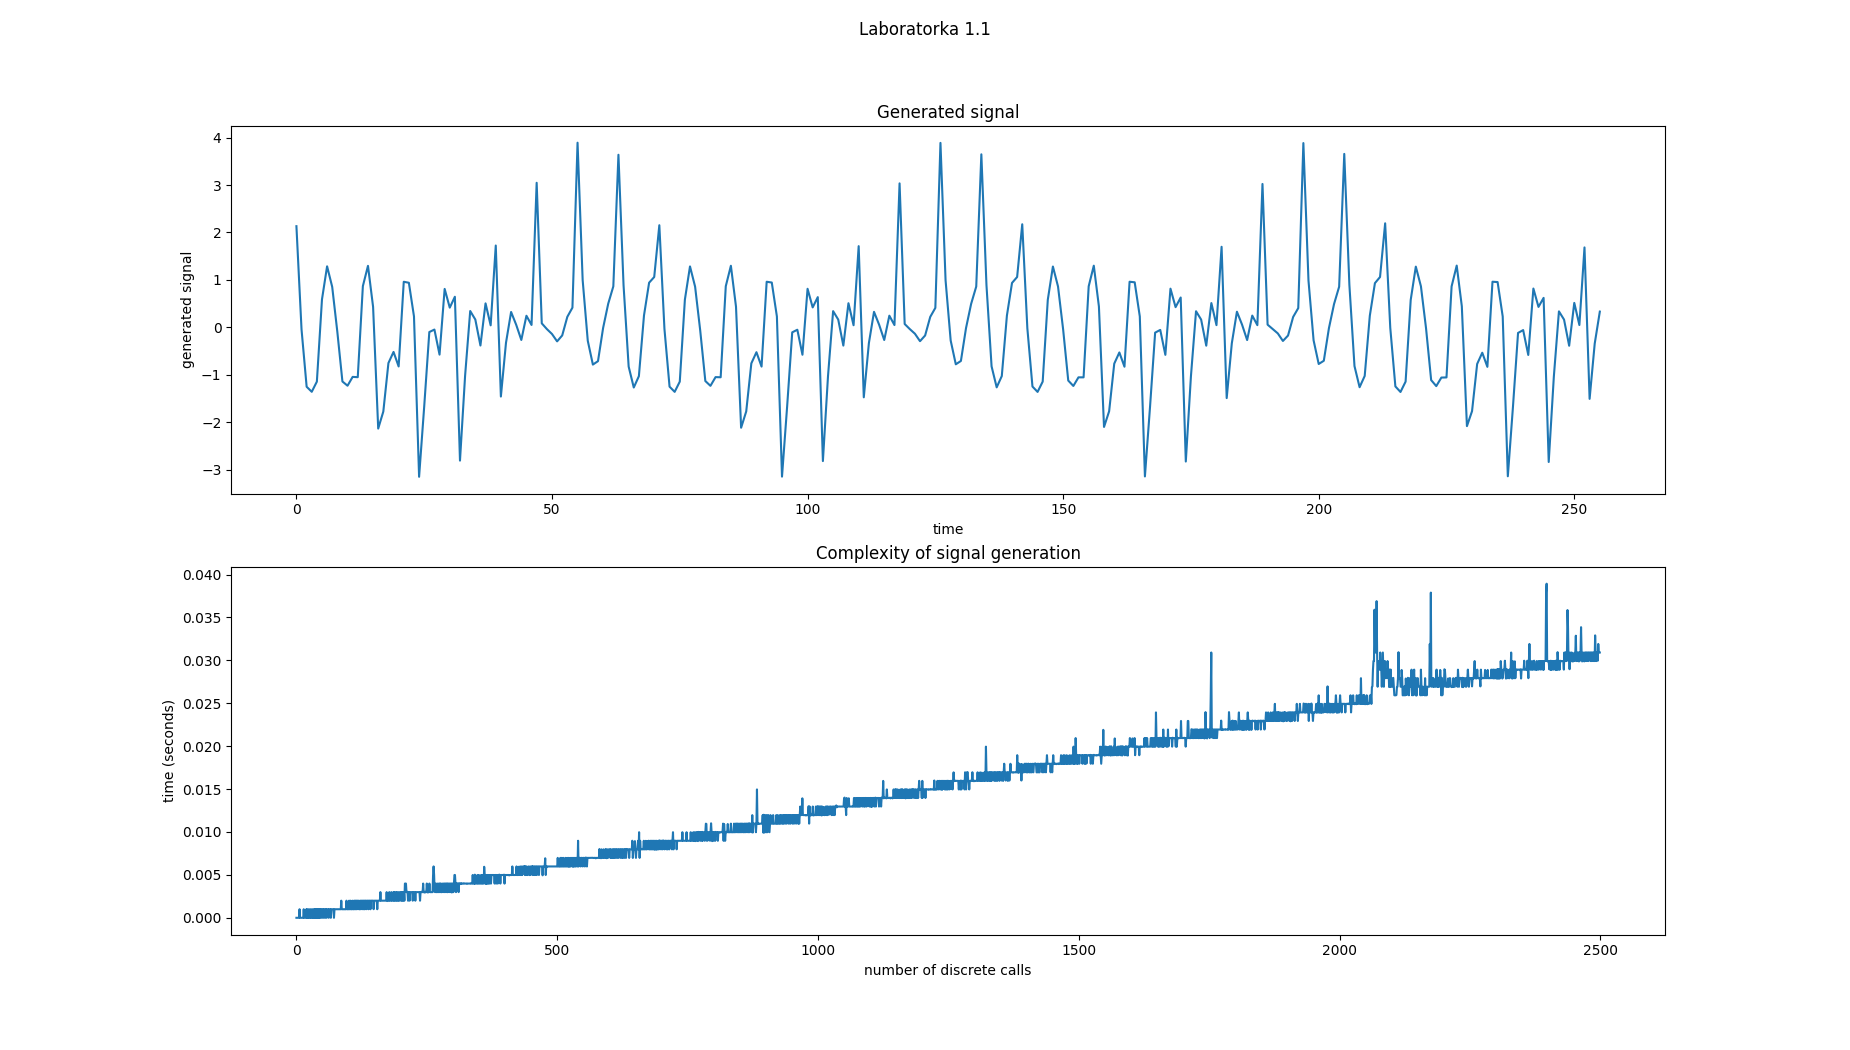 Laboratorka 1.1
Generated signal
4
3
2
1
0
−1
−2
−3
generated signal
0 50 100 150 200 250
time
Complexity of signal generation
0.040
0.035
0.030
0.025
0.020
0.015
0.010
0.005
0.000
time (seconds)
0 500 1000 1500 2000 2500
number of discrete calls